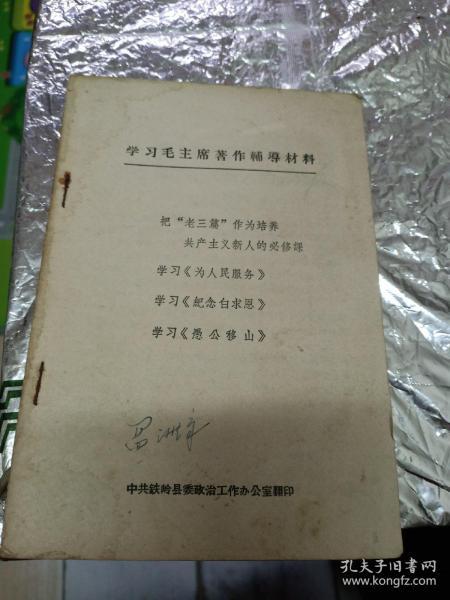 学习毛主席著作輔導材料
把“老三篇”作为培养
共产主义新人的必修課
学习《为人民服务》
学习《紀念白求恩》
学习《愚公移山》
中共鉄岭县委政治工作办公室翻印
孔夫子旧书网
www.kongfz.com